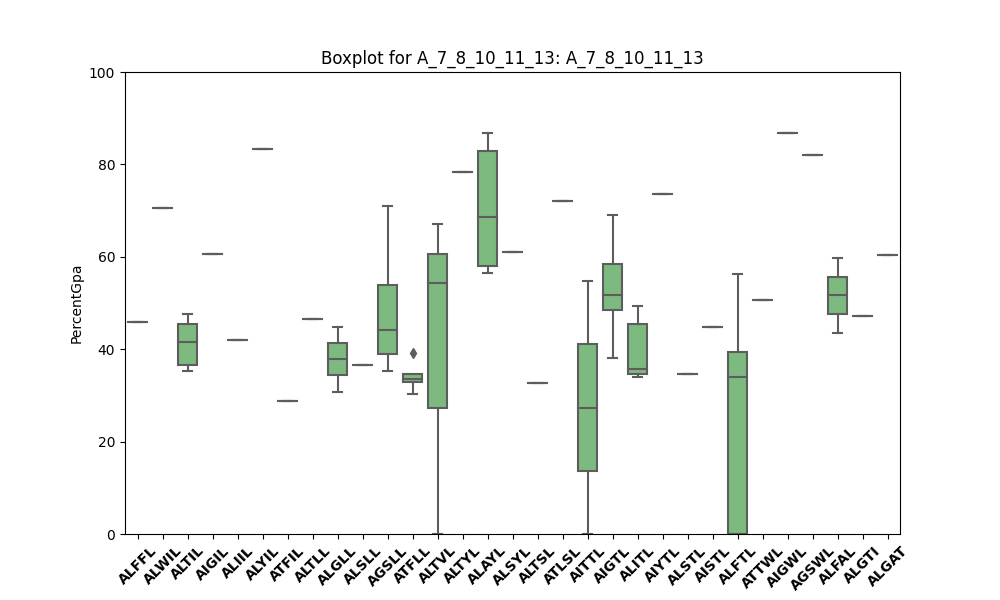 Boxplot for A_7_8_10_11_13: A_7_8_10_11_13
100
80
60
40
20
0
PercentGpa
ALFFL ALWIL ALTIL AIGIL ALIIL ALYIL ATFIL ALTLL ALGLL ALSLL AGSLL ATFLL ALTVL ALTYL ALAYL ALSYL ALTSL ATLSL AITTL AIGTL ALITL AIYTL ALSTL AISTL ALFTL ATTWL AIGWL AGSWL ALFAL ALGTI ALGAT